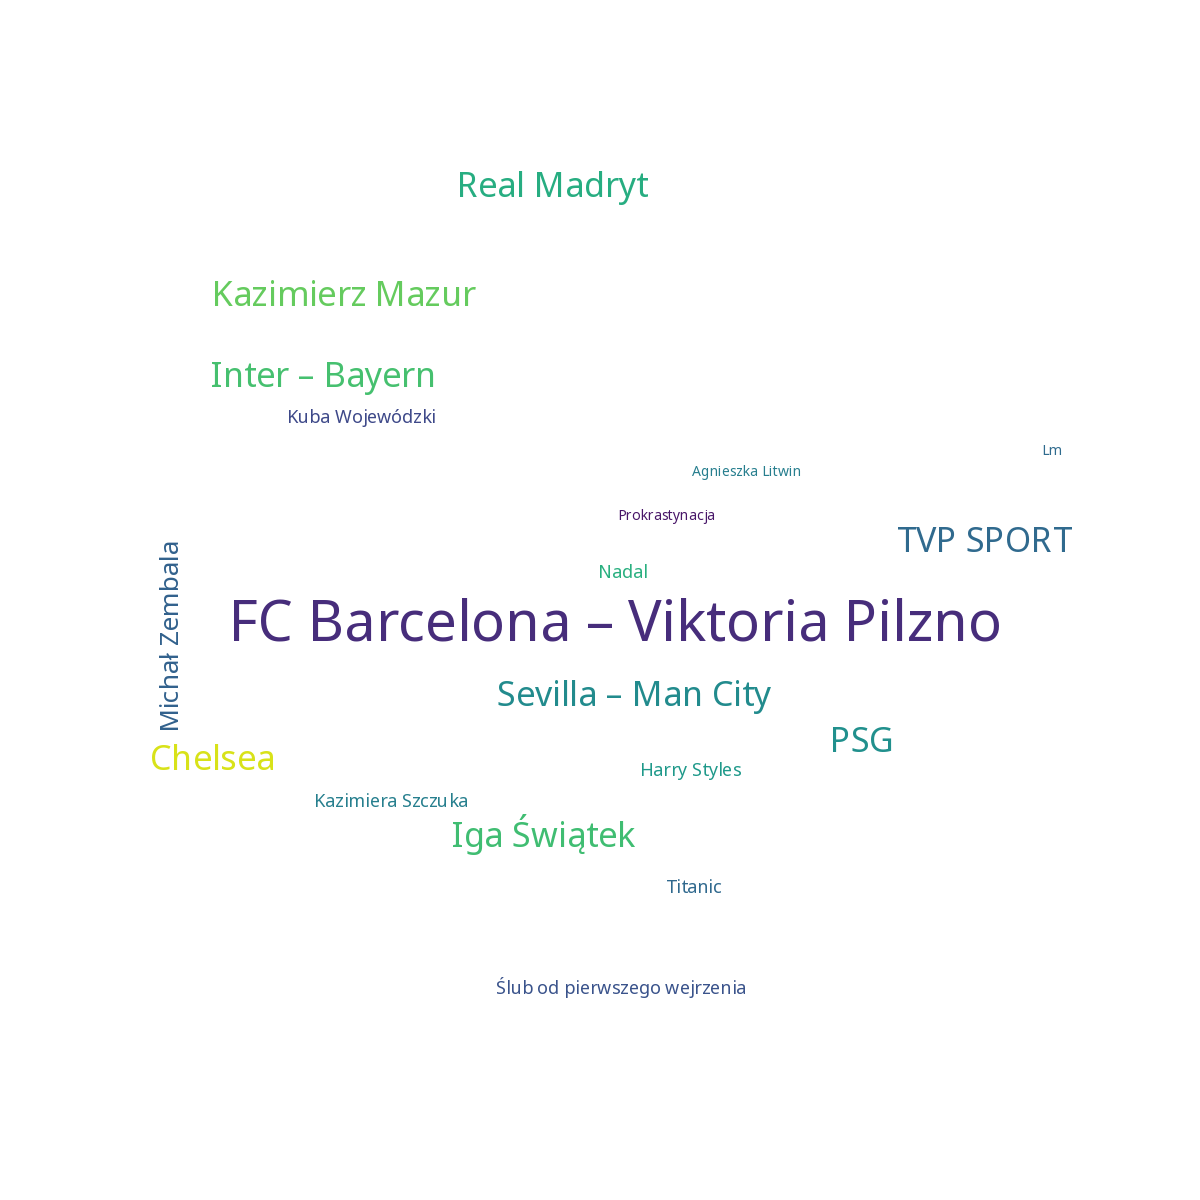 Real Madryt
Kazimierz Mazur
Inter – Bayern
Kuba Wojewódzki
Lm
Agnieszka Litwin
Prokrastynacja
TVP SPORT
Nadal
Michał Zembala
FC Barcelona – Viktoria Pilzno
Sevilla – Man City
PSG
Chelsea
Harry Styles
Kazimiera Szczuka
Iga Świątek
Titanic
Ślub od pierwszego wejrzenia